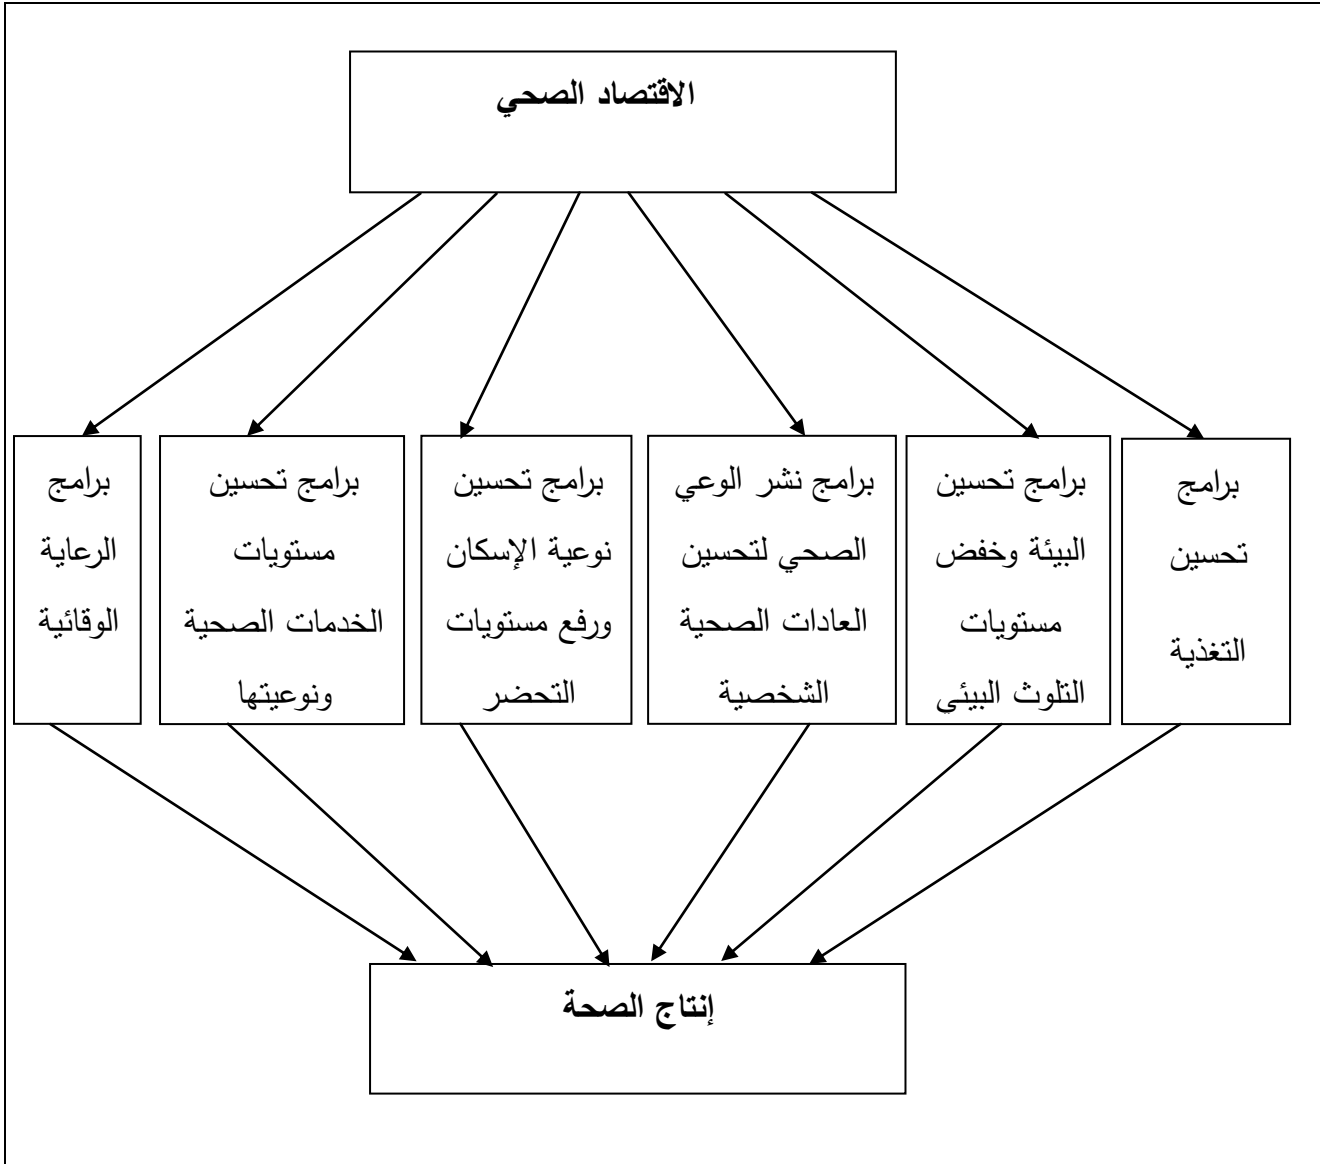 الاقتصاد الصحي
برامج
تحسين
التغذية
برامج تحسين
البيئة وخفض
مستويات
التلوث البيئي
برامج نشر الوعي
الصحي لتحسين
العادات الصحية
الشخصية
برامج تحسين
نوعية الإسكان
ورفع مستويات
التحضر
برامج تحسين
مستويات
الخدمات الصحية
ونوعيتها
برامج
الرعاية
الوقائية
إنتاج الصحة